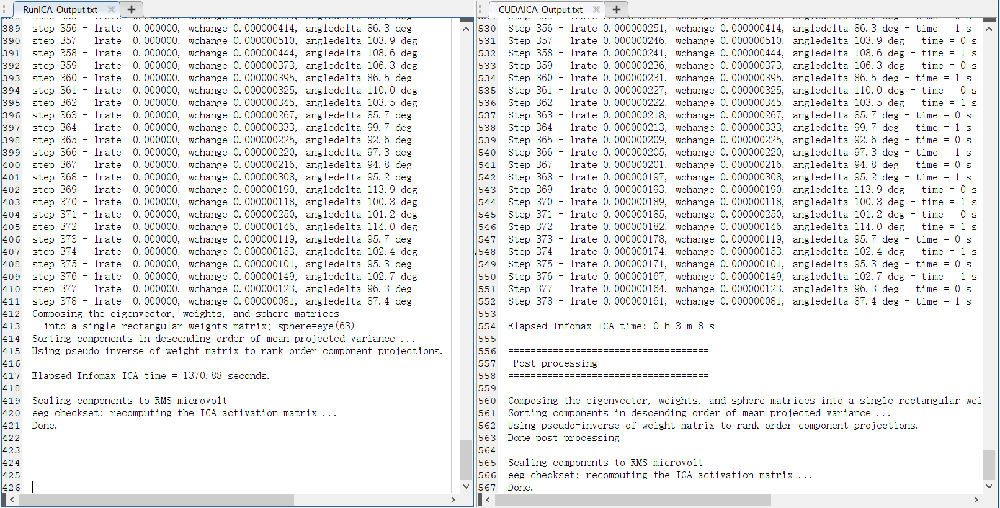 RunICA_Output.txt
389 step 356 - lrate 0.000000, wchange 0.000000414, angledelta 86.3 deg
390 step 357 - lrate 0.000000, wchange 0.000000510, angledelta 103.9 deg
391 step 358 - lrate 0.000000, wchange 0.000000444, angledelta 108.6 deg
392 step 359 - lrate 0.000000, wchange 0.000000373, angledelta 106.3 deg
393 step 360 - lrate 0.000000, wchange 0.000000395, angledelta 86.5 deg
394 step 361 - lrate 0.000000, wchange 0.000000325, angledelta 110.0 deg
395 step 362 - lrate 0.000000, wchange 0.000000345, angledelta 103.5 deg
396 step 363 - lrate 0.000000, wchange 0.000000267, angledelta 85.7 deg
397 step 364 - lrate 0.000000, wchange 0.000000333, angledelta 99.7 deg
398 step 365 - lrate 0.000000, wchange 0.000000225, angledelta 92.6 deg
399 step 366 - lrate 0.000000, wchange 0.000000220, angledelta 97.3 deg
400 step 367 - lrate 0.000000, wchange 0.000000216, angledelta 94.8 deg
401 step 368 - lrate 0.000000, wchange 0.000000308, angledelta 95.2 deg
402 step 369 - lrate 0.000000, wchange 0.000000190, angledelta 113.9 deg
403 step 370 - lrate 0.000000, wchange 0.000000118, angledelta 100.3 deg
404 step 371 - lrate 0.000000, wchange 0.000000250, angledelta 101.2 deg
405 step 372 - lrate 0.000000, wchange 0.000000146, angledelta 114.0 deg
406 step 373 - lrate 0.000000, wchange 0.000000119, angledelta 95.7 deg
407 step 374 - lrate 0.000000, wchange 0.000000153, angledelta 102.4 deg
408 step 375 - lrate 0.000000, wchange 0.000000101, angledelta 95.3 deg
409 step 376 - lrate 0.000000, wchange 0.000000149, angledelta 102.7 deg
410 step 377 - lrate 0.000000, wchange 0.000000123, angledelta 96.3 deg
411 step 378 - lrate 0.000000, wchange 0.000000081, angledelta 87.4 deg
412 Composing the eigenvector, weights, and sphere matrices
413 into a single rectangular weights matrix; sphere=eye(63)
414 Sorting components in descending order of mean projected variance ...
415 Using pseudo-inverse of weight matrix to rank order component projections.
416
417 Elapsed Infomax ICA time = 1370.88 seconds.
418
419 Scaling components to RMS microvolt
420 eeg_checkset: recomputing the ICA activation matrix ...
421 Done.
422
423
424
425
426
CUDAICA_Output.txt
530 Step 356 - lrate 0.000000251, wchange 0.000000414, angledelta 86.3 deg - time = 1 s
531 Step 357 - lrate 0.000000246, wchange 0.000000510, angledelta 103.9 deg - time = 0 s
532 Step 358 - lrate 0.000000241, wchange 0.000000444, angledelta 108.6 deg - time = 1 s
533 Step 359 - lrate 0.000000236, wchange 0.000000373, angledelta 106.3 deg - time = 0 s
534 Step 360 - lrate 0.000000231, wchange 0.000000395, angledelta 86.5 deg - time = 1 s
535 Step 361 - lrate 0.000000227, wchange 0.000000325, angledelta 110.0 deg - time = 0 s
536 Step 362 - lrate 0.000000222, wchange 0.000000345, angledelta 103.5 deg - time = 1 s
537 Step 363 - lrate 0.000000218, wchange 0.000000267, angledelta 85.7 deg - time = 0 s
538 Step 364 - lrate 0.000000213, wchange 0.000000333, angledelta 99.7 deg - time = 1 s
539 Step 365 - lrate 0.000000209, wchange 0.000000225, angledelta 92.6 deg - time = 0 s
540 Step 366 - lrate 0.000000205, wchange 0.000000220, angledelta 97.3 deg - time = 1 s
541 Step 367 - lrate 0.000000201, wchange 0.000000216, angledelta 94.8 deg - time = 0 s
542 Step 368 - lrate 0.000000197, wchange 0.000000308, angledelta 95.2 deg - time = 1 s
543 Step 369 - lrate 0.000000193, wchange 0.000000190, angledelta 113.9 deg - time = 0 s
544 Step 370 - lrate 0.000000189, wchange 0.000000118, angledelta 100.3 deg - time = 1 s
545 Step 371 - lrate 0.000000185, wchange 0.000000250, angledelta 101.2 deg - time = 0 s
546 Step 372 - lrate 0.000000182, wchange 0.000000146, angledelta 114.0 deg - time = 1 s
547 Step 373 - lrate 0.000000178, wchange 0.000000119, angledelta 95.7 deg - time = 0 s
548 Step 374 - lrate 0.000000174, wchange 0.000000153, angledelta 102.4 deg - time = 1 s
549 Step 375 - lrate 0.000000171, wchange 0.000000101, angledelta 95.3 deg - time = 0 s
550 Step 376 - lrate 0.000000167, wchange 0.000000149, angledelta 102.7 deg - time = 1 s
551 Step 377 - lrate 0.000000164, wchange 0.000000123, angledelta 96.3 deg - time = 0 s
552 Step 378 - lrate 0.000000161, wchange 0.000000081, angledelta 87.4 deg - time = 1 s
553
554 Elapsed Infomax ICA time: 0 h 3 m 8 s
555
556 ====================================
557 Post processing
558 ====================================
559
560 Composing the eigenvector, weights, and sphere matrices into a single rectangular wei
561 Sorting components in descending order of mean projected variance ...
562 Using pseudo-inverse of weight matrix to rank order component projections.
563 Done post-processing!
564
565 Scaling components to RMS microvolt
566 eeg_checkset: recomputing the ICA activation matrix ...
567 Done.